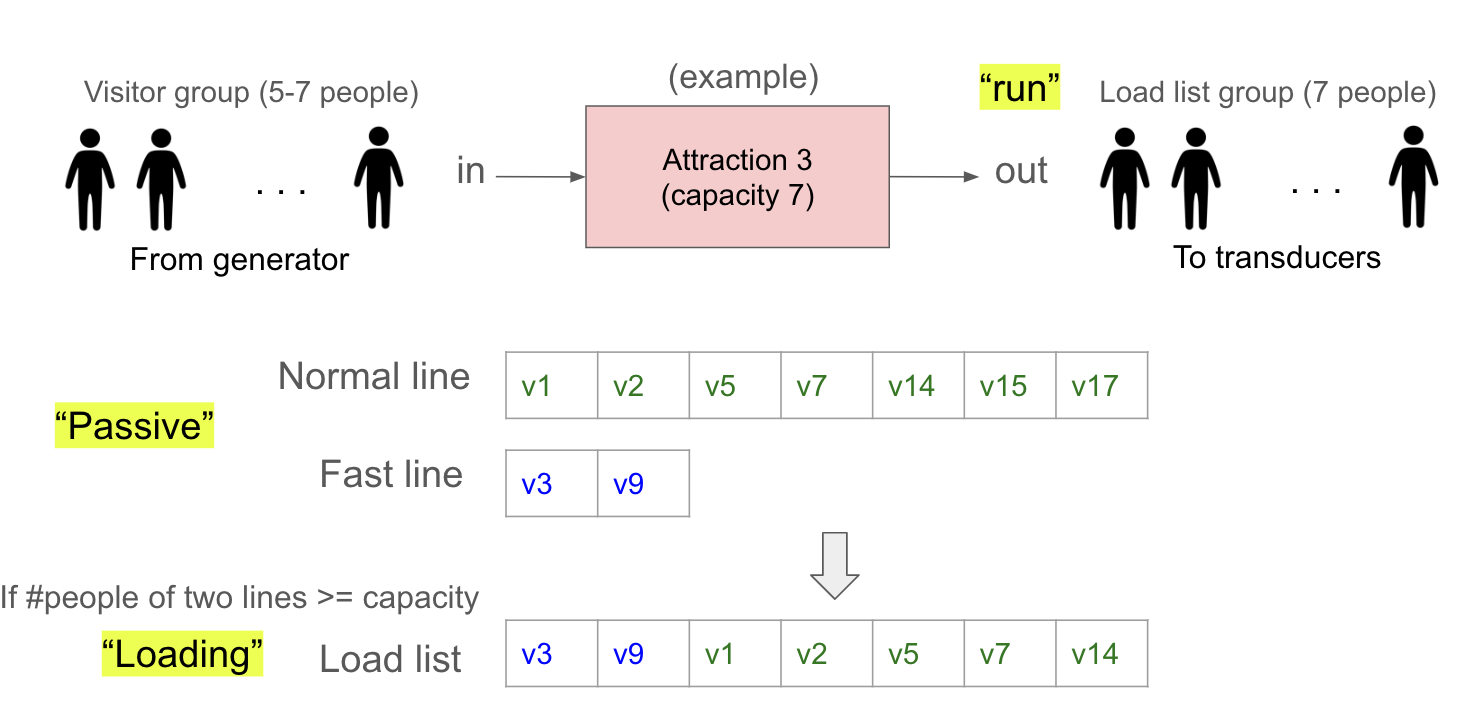 (example)
Visitor group (5-7 people)
“run”
Load list group (7 people)
in
Attraction 3
(capacity 7)
out
. . .
. . .
From generator
To transducers
Normal line
v1 v2 v5 v7 v14 v15 v17
“Passive”
Fast line
v3 v9
If #people of two lines >= capacity
“Loading”
Load list
v3 v9 v1 v2 v5 v7 v14